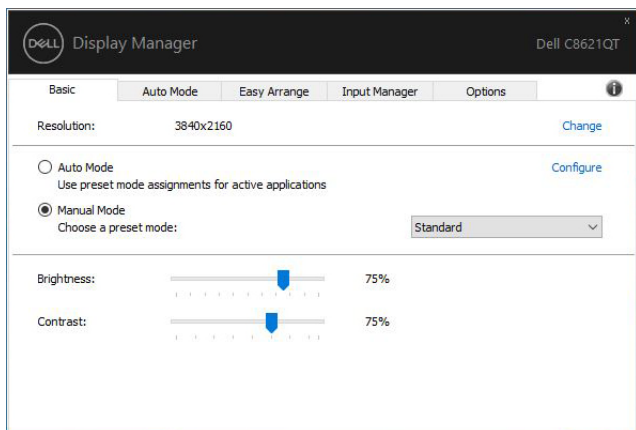 x
DELL Display Manager Dell C8621QT
Basic Auto Mode Easy Arrange Input Manager Options i
Resolution: 3840x2160 Change
Auto Mode Configure
Use preset mode assignments for active applications
Manual Mode
Choose a preset mode: Standard
Brightness: 75%
Contrast: 75%